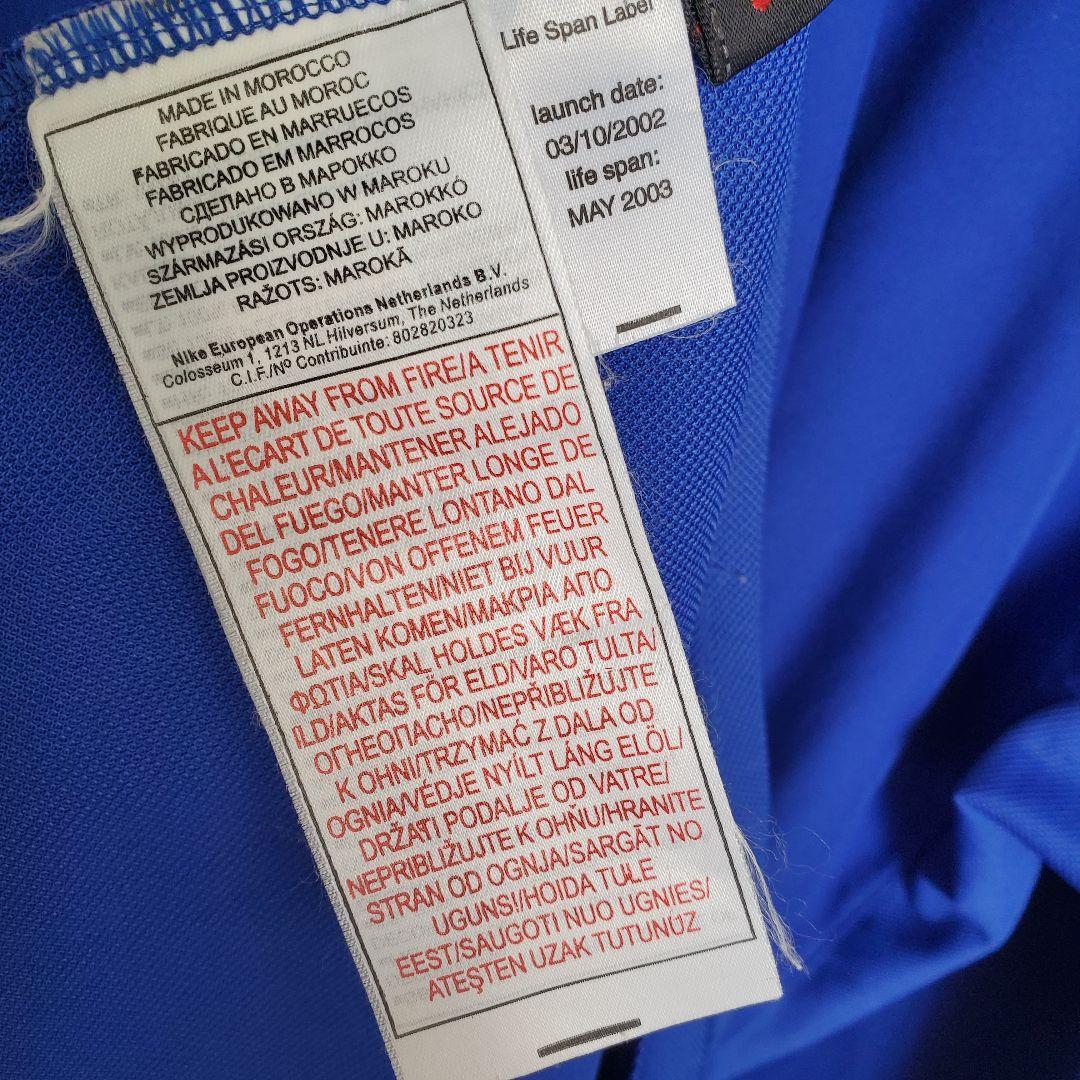 MADE IN MOROCCO
FABRIQUE AU MOROC
FABRICADO EN MARRUECOS
FABRICADO EM MARROCOS
СДЕЛАНО В МАРОККО
WYPRODUKOWANO W MAROKU
SZÁRMAZÁSI ORSZÁG: MAROKKÓ
ZEMLJA PROIZVODNJE U: MAROKO
RAŽOTS: MAROKĀ
Nike European Operations Netherlands B.V.
Colosseum 1, 1213 NL Hilversum, The Netherlands
C.I.F./Nº Contribuinte: 802820323
KEEP AWAY FROM FIRE/A TENIR
A L'ECART DE TOUTE SOURCE DE
CHALEUR/MANTENER ALEJADO
DEL FUEGO/MANTER LONGE DE
FOGO/TENERE LONTANO DAL
FUOCO/VON OFFENEM FEUER
FERNHALTEN/NIET BIJ VUUR
LATEN KOMEN/ΜΑΚΡΙΑ ΑΠΟ
ΦΩΤΙΑ/SKAL HOLDES VÆK FRA
ILD/AKTAS FÖR ELD/VARO TULTA/
ОГНЕОПАСНО/NEPŘIBLIŽUJTE
K OHNI/TRZYMAĆ Z DALA OD
OGNIA/VÉDJE NYÍLT LÁNG ELÖL/
DRŽATI PODALJE OD VATRE/
NEPRIBLIŽUJTE K OHŇU/HRANITE
STRAN OD OGNJA/SARGĀT NO
UGUNSI/HOIDA TULE
EEST/SAUGOTI NUO UGNIES/
ATEŞTEN UZAK TUTUNUZ
Life Span Label
launch date:
03/10/2002
life span:
MAY 2003